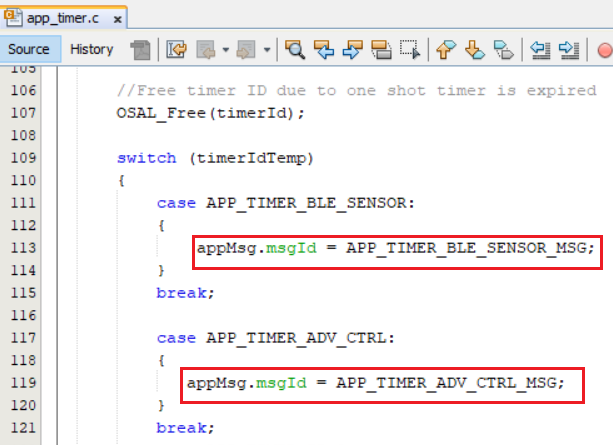 app_timer.c x
Source History
105
106 //Free timer ID due to one shot timer is expired
107 OSAL_Free(timerId);
108
109 switch (timerIdTemp)
110 {
111 case APP_TIMER_BLE_SENSOR:
112 {
113 appMsg.msgId = APP_TIMER_BLE_SENSOR_MSG;
114 }
115 break;
116
117 case APP_TIMER_ADV_CTRL:
118 {
119 appMsg.msgId = APP_TIMER_ADV_CTRL_MSG;
120 }
121 break;